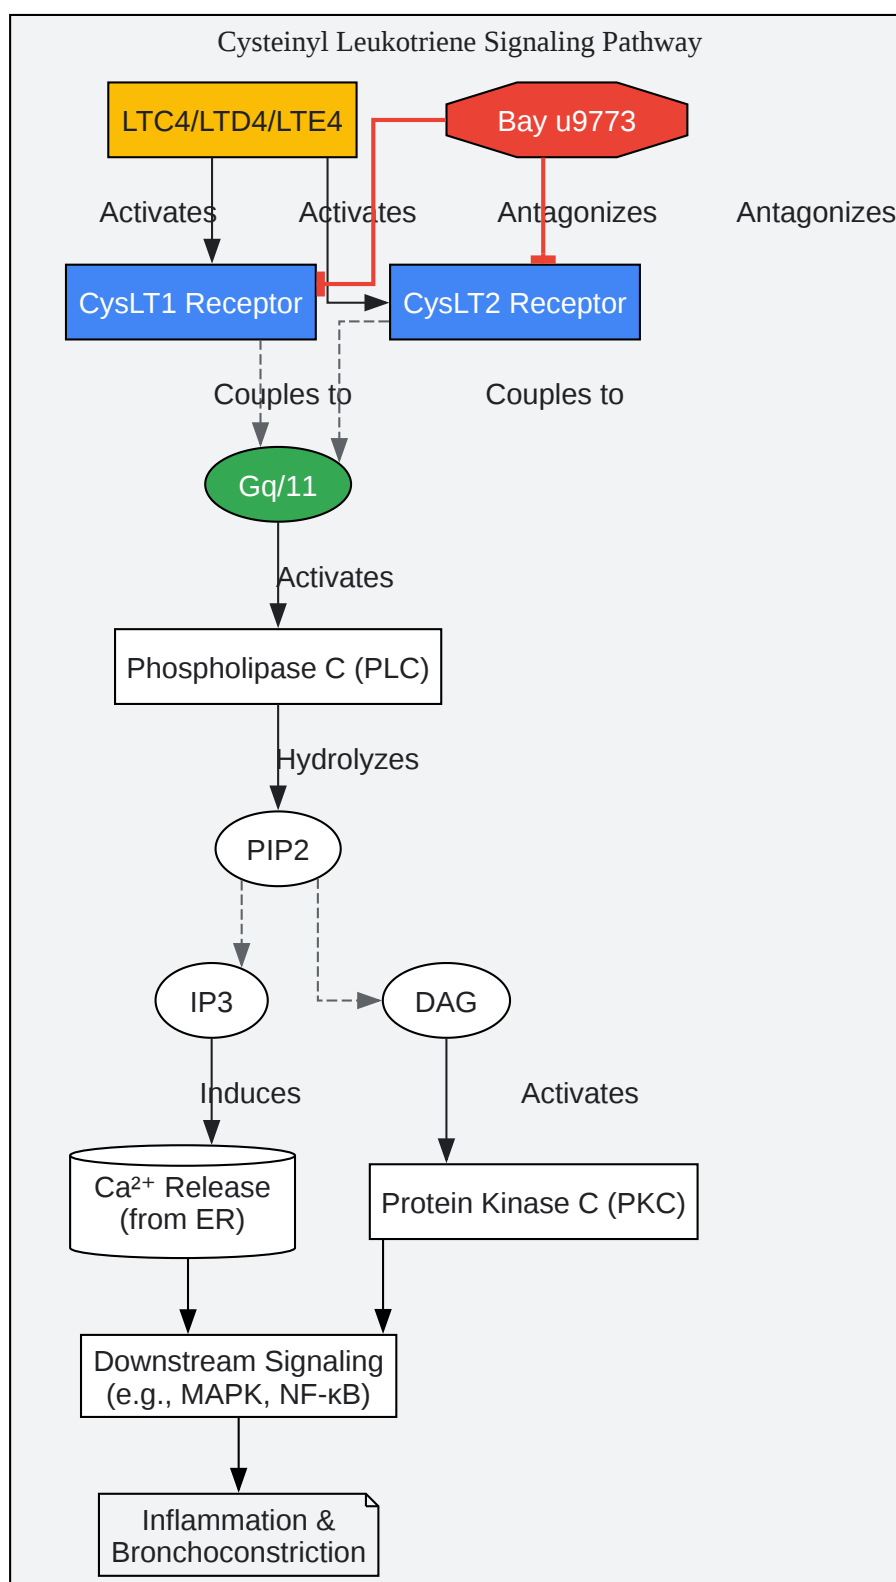 Cysteinyl Leukotriene Signaling Pathway
LTC4/LTD4/LTE4
Bay u9773
Activates
Activates
Antagonizes
Antagonizes
CysLT1 Receptor
CysLT2 Receptor
Couples to
Couples to
Gq/11
Activates
Phospholipase C (PLC)
Hydrolyzes
PIP2
IP3
DAG
Induces
Activates
Ca²⁺ Release
(from ER)
Protein Kinase C (PKC)
Downstream Signaling
(e.g., MAPK, NF-κB)
Inflammation &
Bronchoconstriction